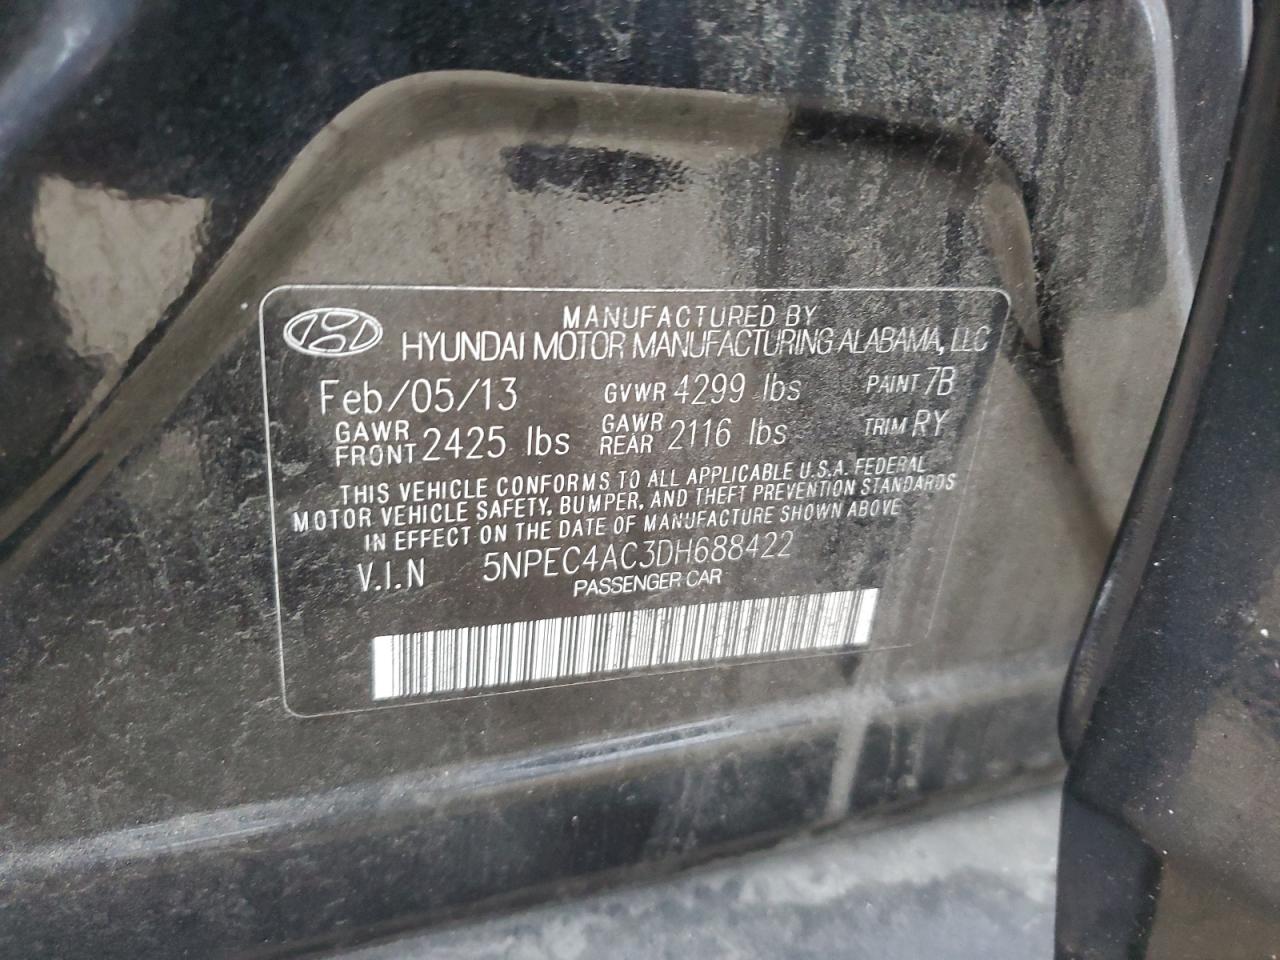 MANUFACTURED BY
HYUNDAI MOTOR MANUFACTURING ALABAMA, LLC
Feb/05/13 GVWR 4299 lbs PAINT 7B
GAWR FRONT 2425 lbs GAWR REAR 2116 lbs TRIM RY
THIS VEHICLE CONFORMS TO ALL APPLICABLE U.S.A. FEDERAL
MOTOR VEHICLE SAFETY, BUMPER, AND THEFT PREVENTION STANDARDS
IN EFFECT ON THE DATE OF MANUFACTURE SHOWN ABOVE
V.I.N 5NPEC4AC3DH688422
PASSENGER CAR